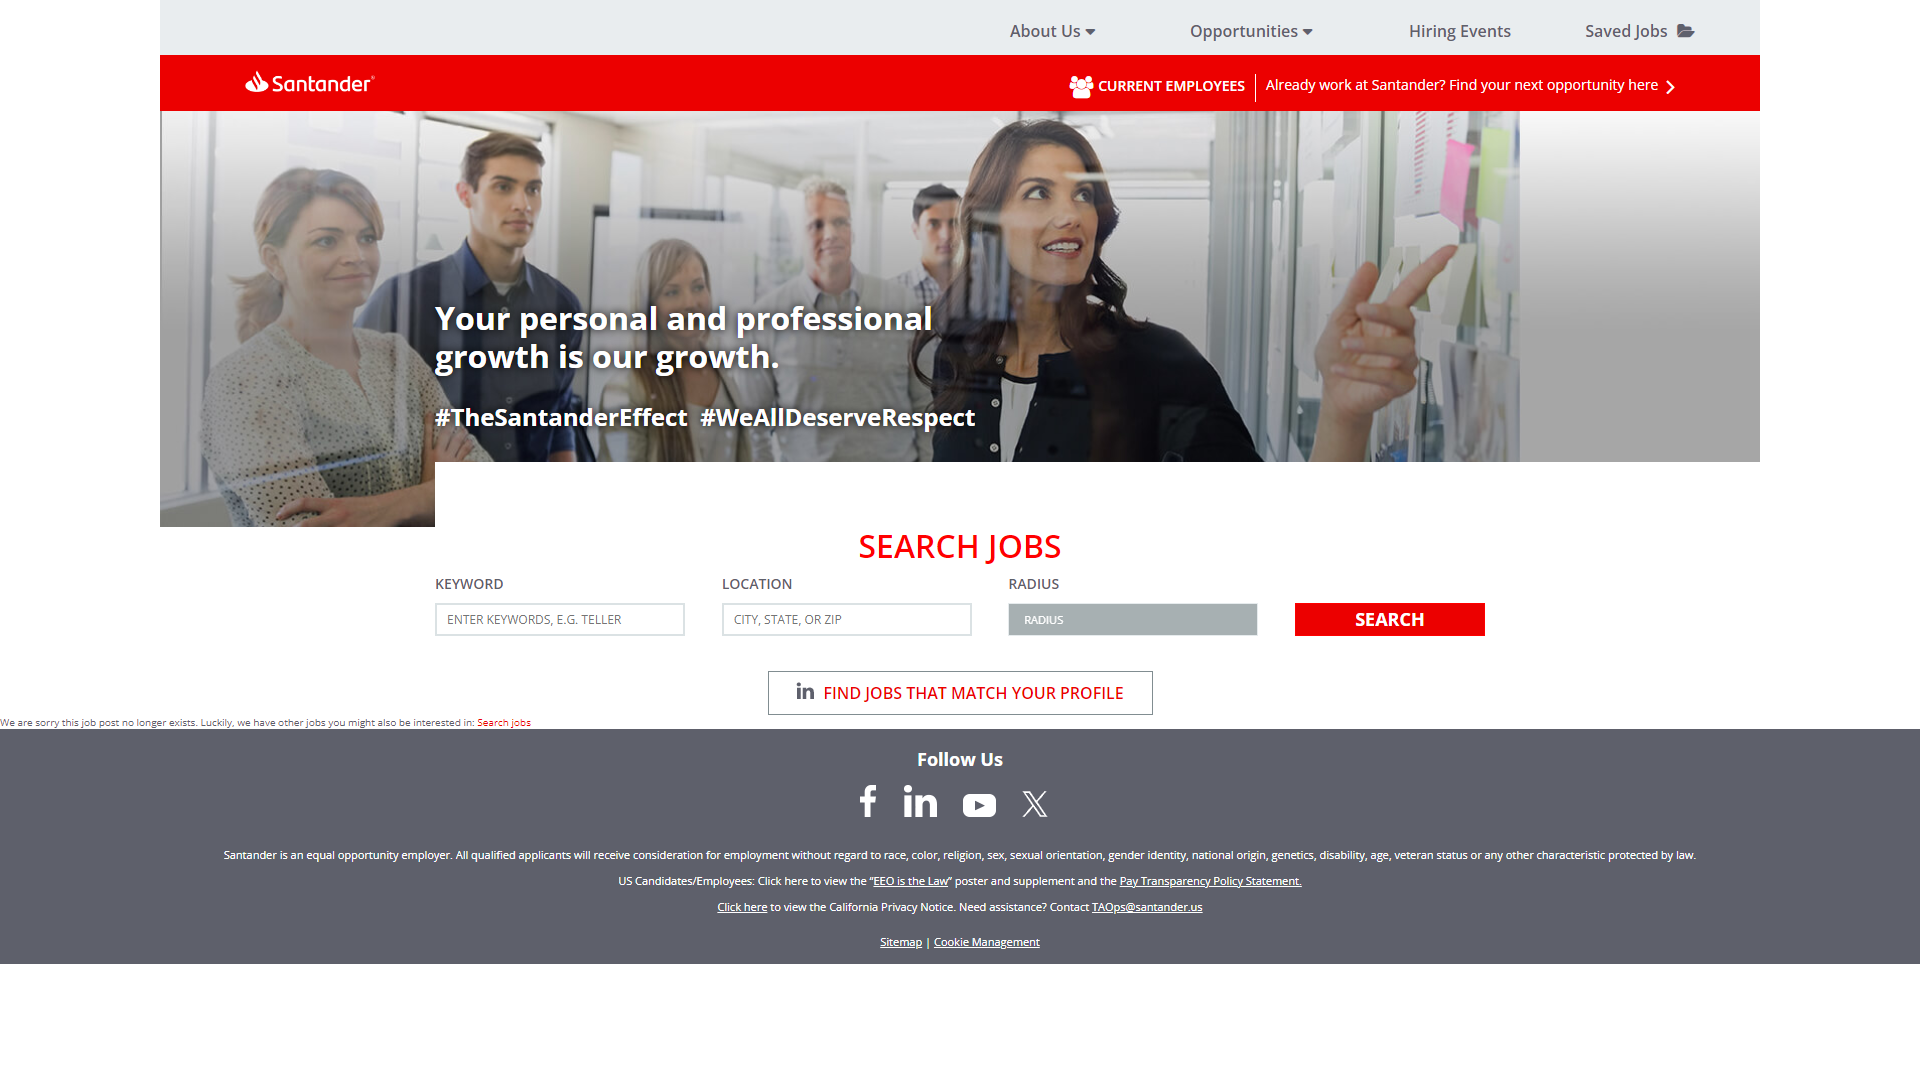 About Us
Opportunities
Hiring Events
Saved Jobs
Santander
CURRENT EMPLOYEES
Already work at Santander? Find your next opportunity here
Your personal and professional
growth is our growth.
#TheSantanderEffect #WeAllDeserveRespect
SEARCH JOBS
KEYWORD
LOCATION
RADIUS
ENTER KEYWORDS, E.G. TELLER
CITY, STATE, OR ZIP
RADIUS
SEARCH
in FIND JOBS THAT MATCH YOUR PROFILE
We are sorry this job post no longer exists. Luckily, we have other jobs you might also be interested in: Search jobs
Follow Us
Santander is an equal opportunity employer. All qualified applicants will receive consideration for employment without regard to race, color, religion, sex, sexual orientation, gender identity, national origin, genetics, disability, age, veteran status or any other characteristic protected by law.
US Candidates/Employees: Click here to view the “EEO is the Law” poster and supplement and the Pay Transparency Policy Statement.
Click here to view the California Privacy Notice. Need assistance? Contact TAOps@santander.us
Sitemap | Cookie Management